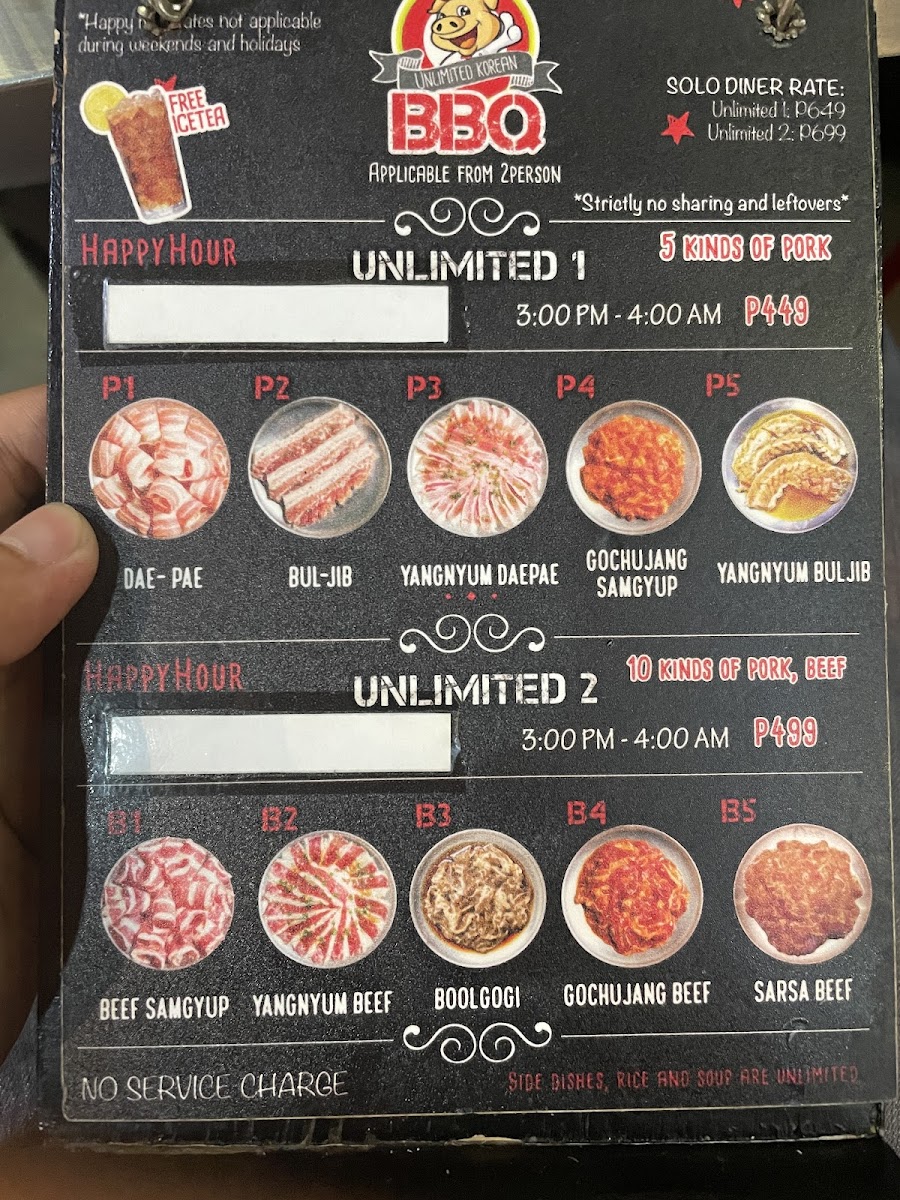 *Happy ates not applicable
during weekends and holidays
FREE
ICETEA
UNLIMITED KOREAN
BBQ
APPLICABLE FROM 2PERSON
SOLO DINER RATE:
Unlimited 1: P649
Unlimited 2: P699
*Strictly no sharing and leftovers*
HAPPY HOUR
UNLIMITED 1
5 KINDS OF PORK
3:00 PM - 4:00 AM P449
P1 P2 P3 P4 P5
DAE- PAE
BUL-JIB
YANGNYUM DAEPAE
GOCHUJANG
SAMGYUP
YANGNYUM BULJIB
HAPPY HOUR
UNLIMITED 2
10 KINDS OF PORK, BEEF
3:00 PM - 4:00 AM P499
B1 B2 B3 B4 B5
BEEF SAMGYUP
YANGNYUM BEEF
BOOLGOGI
GOCHUJANG BEEF
SARSA BEEF
NO SERVICE CHARGE
SIDE DISHES, RICE AND SOUP ARE UNLIMITED